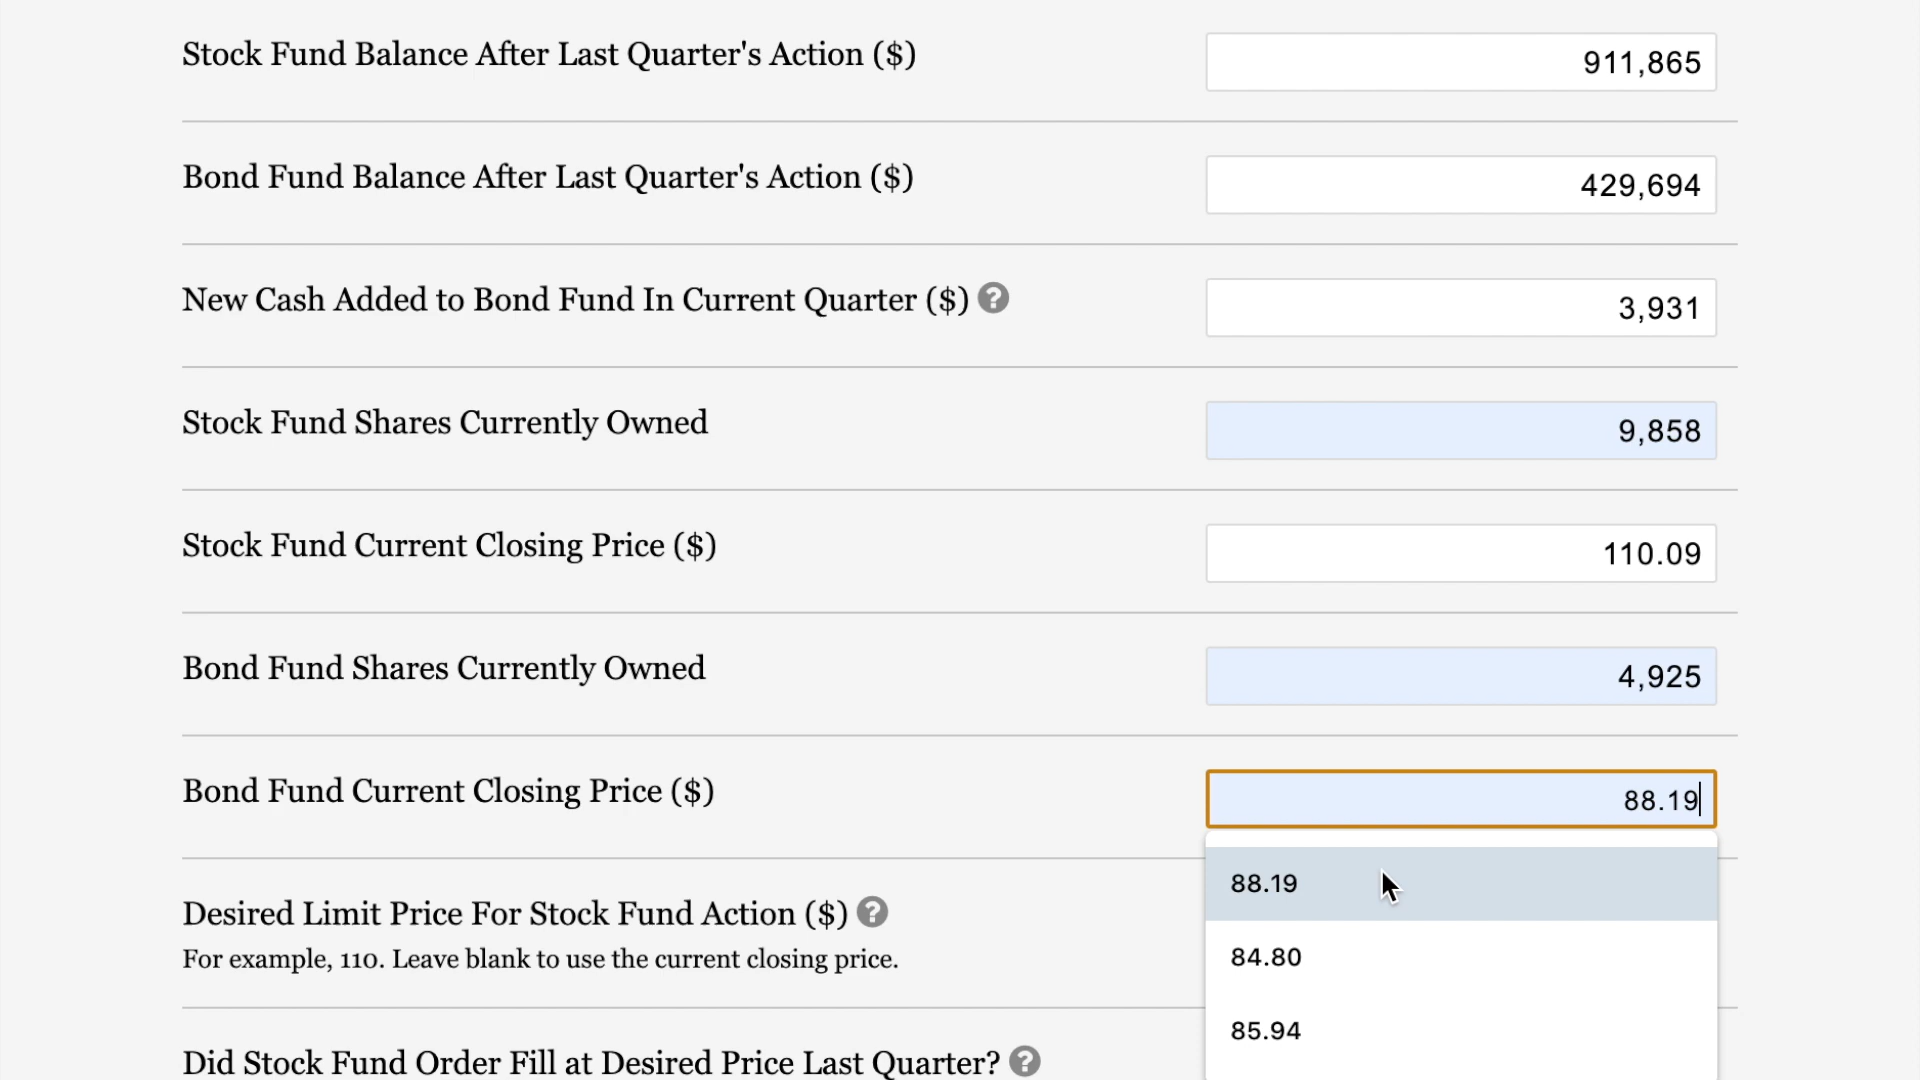 Stock Fund Balance After Last Quarter's Action ($)
911,865
Bond Fund Balance After Last Quarter's Action ($)
429,694
New Cash Added to Bond Fund In Current Quarter ($) ?
3,931
Stock Fund Shares Currently Owned
9,858
Stock Fund Current Closing Price ($)
110.09
Bond Fund Shares Currently Owned
4,925
Bond Fund Current Closing Price ($)
88.19
88.19
84.80
85.94
Desired Limit Price For Stock Fund Action ($) ?
For example, 110. Leave blank to use the current closing price.
Did Stock Fund Order Fill at Desired Price Last Quarter? ?